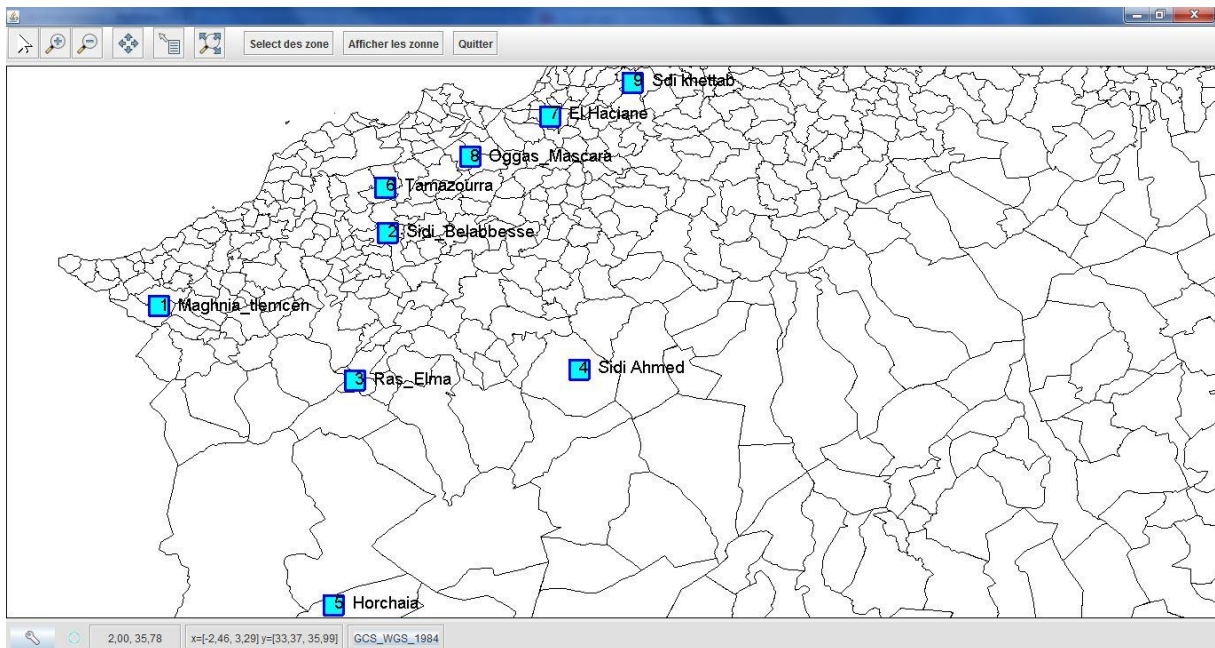 Select des zone Afficher les zonne Quitter
9 Sdi khettab
7 El Haciane
8 Oggas_Mascara
6 Tamazourra
2 Sidi_Belabbesse
1 Maghnia_tlemcen
4 Sidi Ahmed
3 Ras_Elma
5 Horchaia
2,00, 35,78 x=[-2,46, 3,29] y=[33,37, 35,99] GCS_WGS_1984